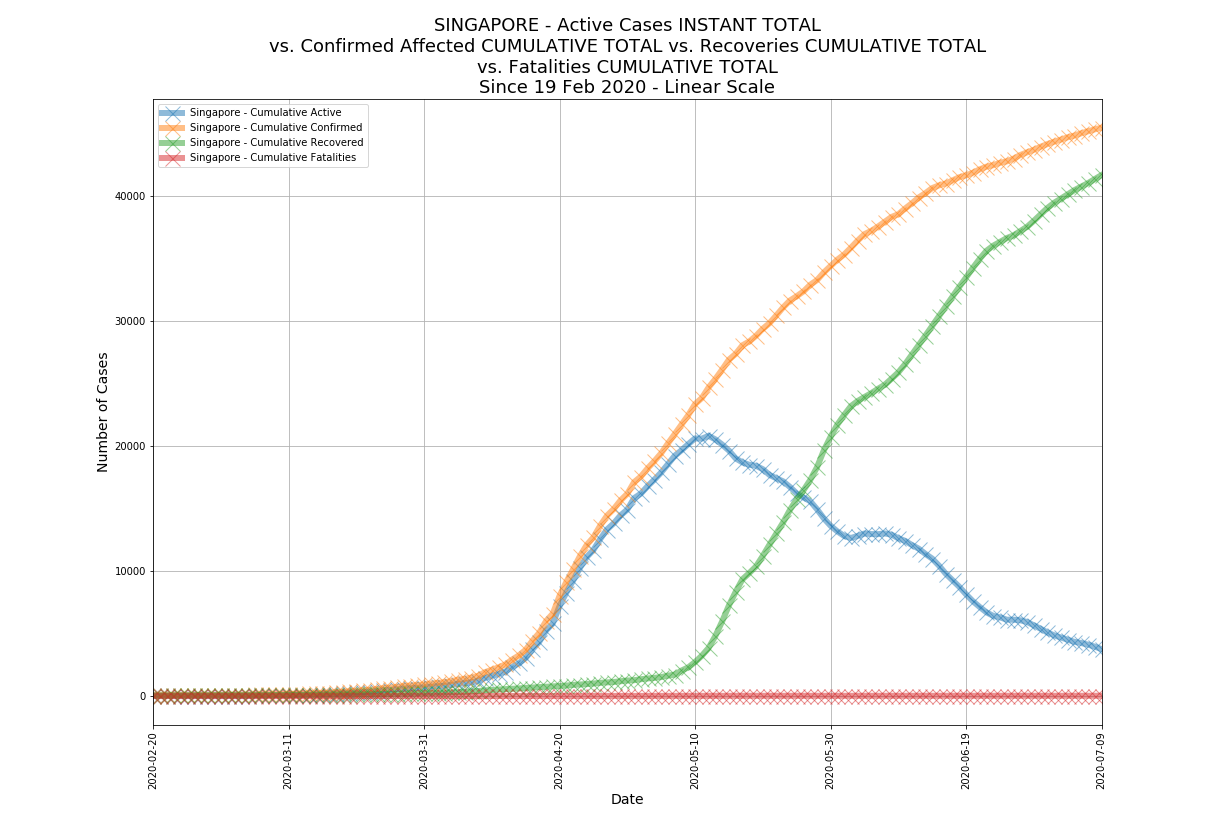 SINGAPORE - Active Cases INSTANT TOTAL
vs. Confirmed Affected CUMULATIVE TOTAL vs. Recoveries CUMULATIVE TOTAL
vs. Fatalities CUMULATIVE TOTAL
Since 19 Feb 2020 - Linear Scale
Singapore - Cumulative Active
Singapore - Cumulative Confirmed
Singapore - Cumulative Recovered
Singapore - Cumulative Fatalities
Number of Cases
40000
30000
20000
10000
0
2020-02-20
2020-03-11
2020-03-31
2020-04-20
2020-05-10
2020-05-30
2020-06-19
2020-07-09
Date